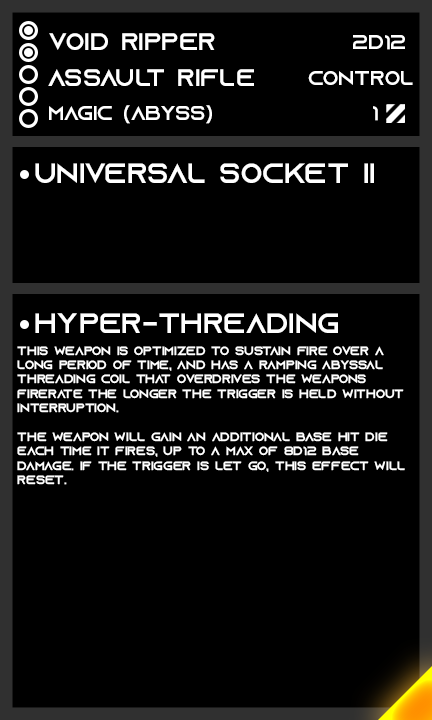 VOID RIPPER 2D12
ASSAULT RIFLE CONTROL
MAGIC (ABYSS) 1
•UNIVERSAL SOCKET II
•HYPER-THREADING
THIS WEAPON IS OPTIMIZED TO SUSTAIN FIRE OVER A
LONG PERIOD OF TIME, AND HAS A RAMPING ABYSSAL
THREADING COIL THAT OVERDRIVES THE WEAPONS
FIRERATE THE LONGER THE TRIGGER IS HELD WITHOUT
INTERRUPTION.
THE WEAPON WILL GAIN AN ADDITIONAL BASE HIT DIE
EACH TIME IT FIRES, UP TO A MAX OF 8D12 BASE
DAMAGE. IF THE TRIGGER IS LET GO, THIS EFFECT WILL
RESET.